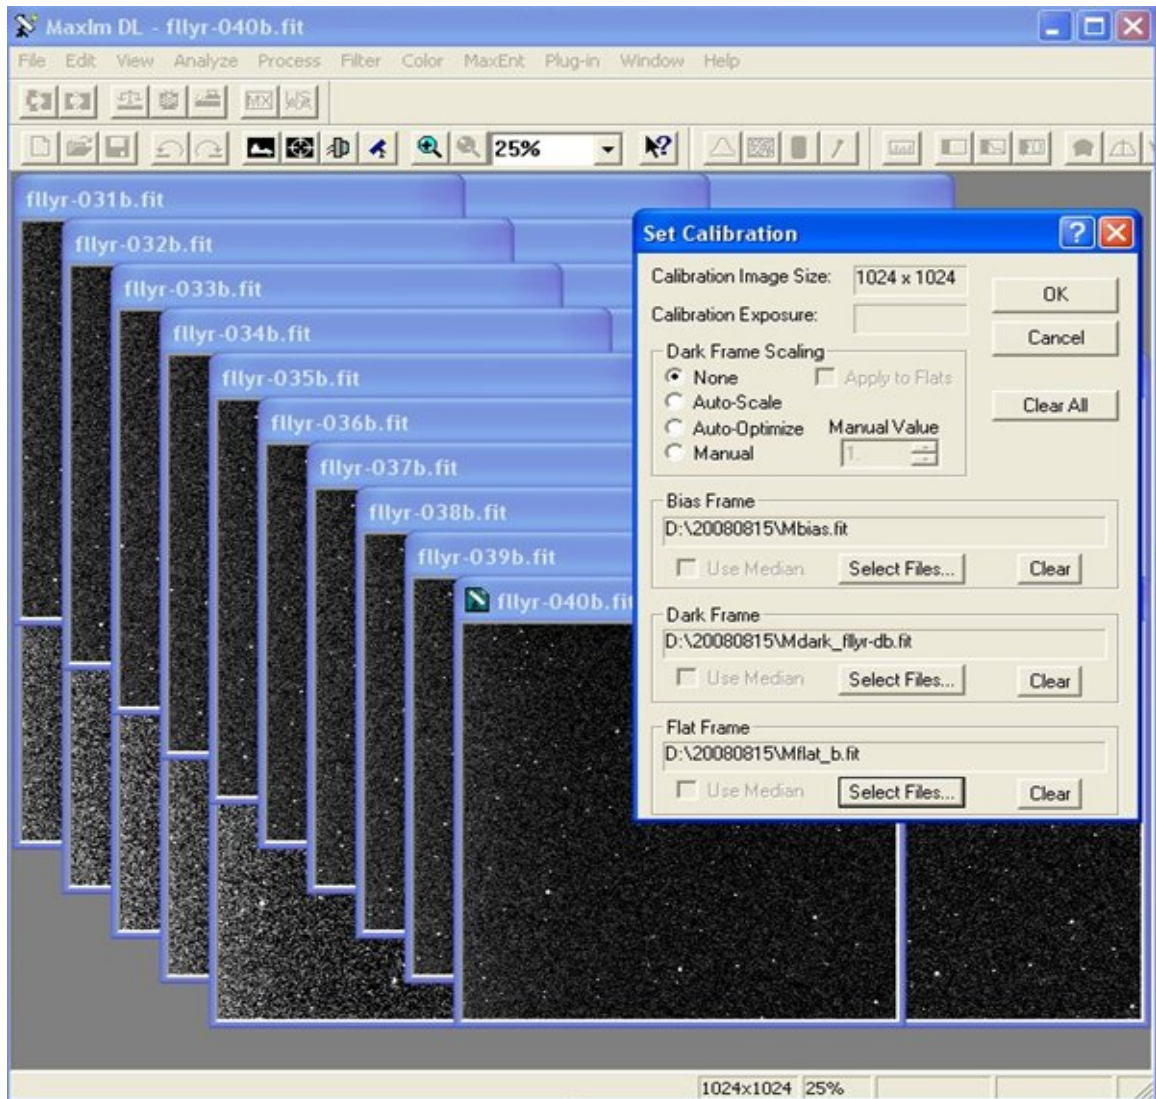 MaxIm DL - fllyr-040b.fit
File Edit View Analyze Process Filter Color MaxEnt Plug-in Window Help
MX
25%
fllyr-031b.fit
fllyr-032b.fit
fllyr-033b.fit
fllyr-034b.fit
fllyr-035b.fit
fllyr-036b.fit
fllyr-037b.fit
fllyr-038b.fit
fllyr-039b.fit
fllyr-040b.fit
Set Calibration
Calibration Image Size: 1024 x 1024
OK
Calibration Exposure:
Cancel
Dark Frame Scaling
None Apply to Flats
Auto-Scale
Clear All
Auto-Optimize Manual Value
Manual 1.
Bias Frame
D:\20080815\Mbias.fit
Use Median Select Files... Clear
Dark Frame
D:\20080815\Mdark_fllyr-db.fit
Use Median Select Files... Clear
Flat Frame
D:\20080815\Mflat_b.fit
Use Median Select Files... Clear
1024x1024 25%